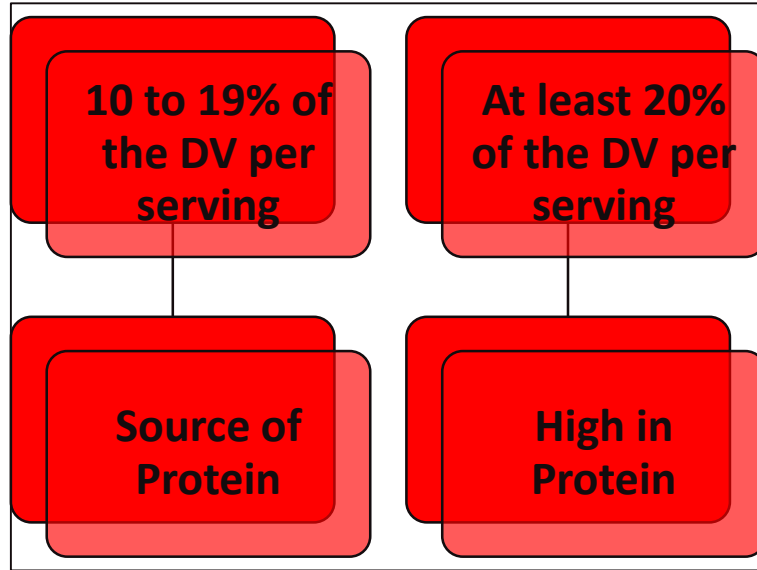 10 to 19% of
the DV per
serving
At least 20%
of the DV per
serving
Source of
Protein
High in
Protein